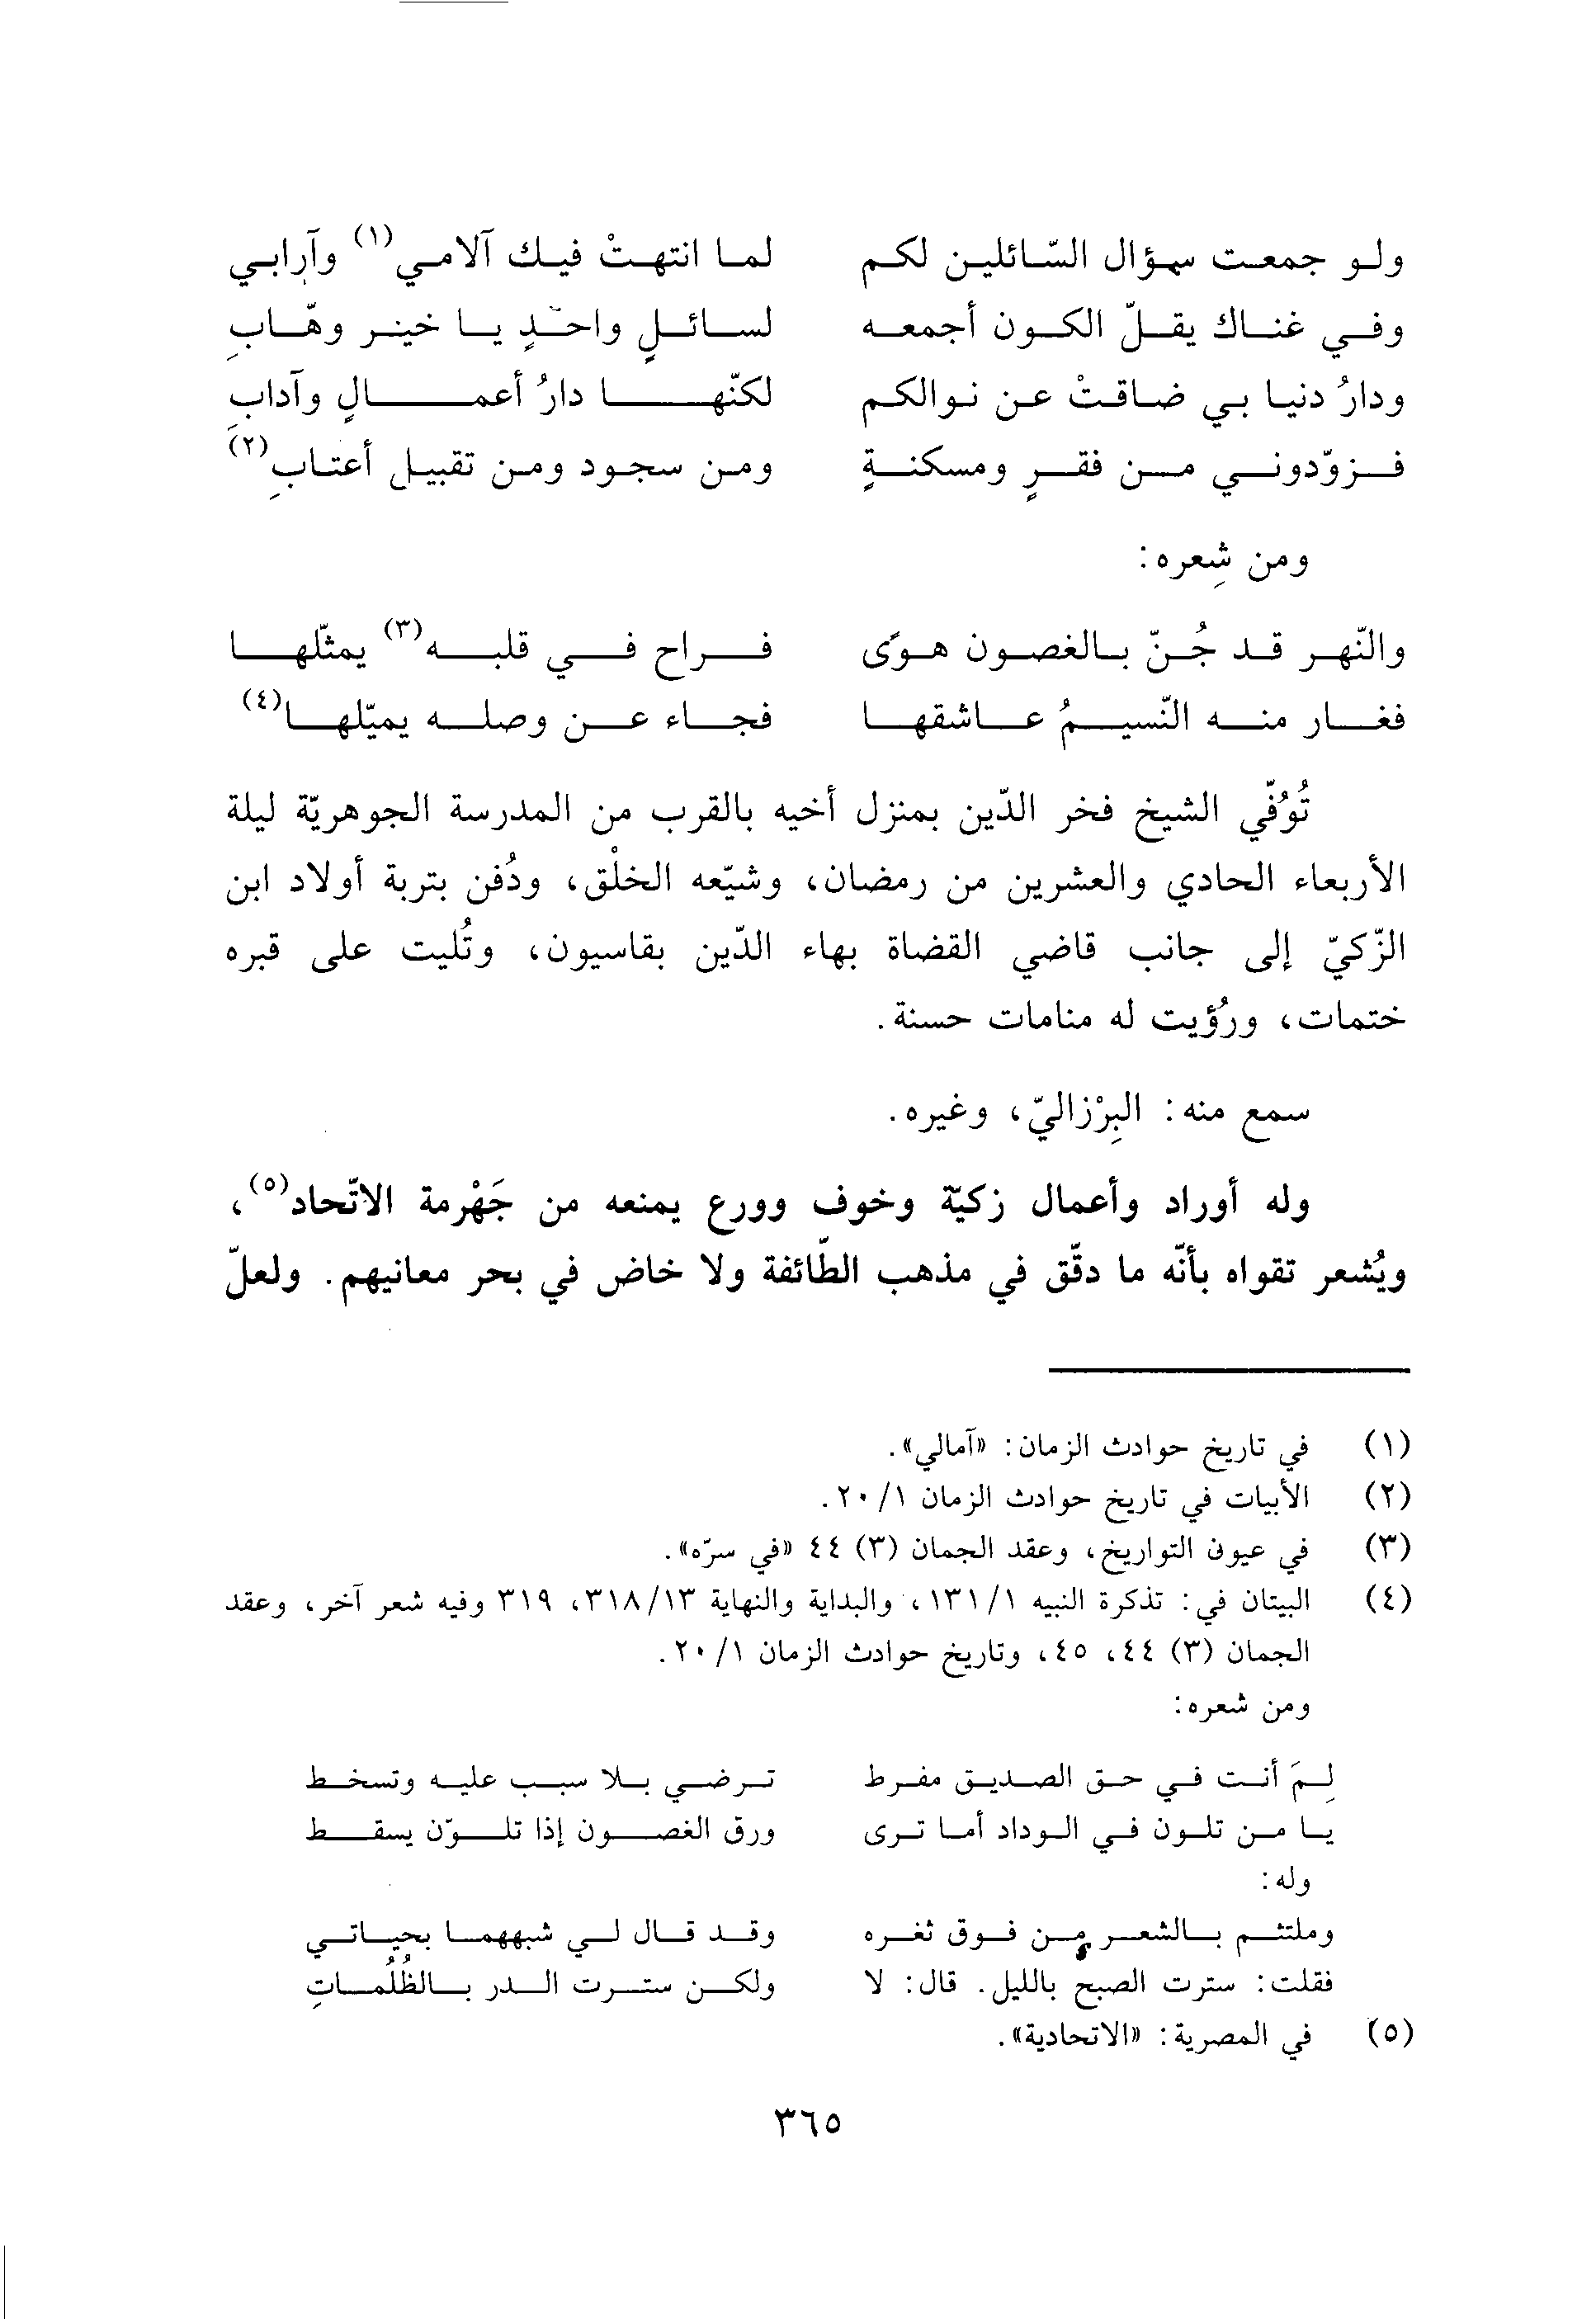 ولو جمعت سؤال السّائلين لكم لما انتهتْ فيك آلامي(١) وآرابي
وفي غناك يقلّ الكون أجمعه لسائلٍ واحدٍ يا خير وهّابِ
ودارُ دنيا بي ضاقتْ عن نوالكم لكنّها دارُ أعمالٍ وآدابِ
فزوّدوني من فقرٍ ومسكنةٍ ومن سجود ومن تقبيل أعتابِ(٢)
ومن شِعره:
والنّهر قد جُنّ بالغصون هوًى فراح في قلبه(٣) يمثّلها
فغار منه النّسيمُ عاشقها فجاء عن وصله يميّلها(٤)
تُوُفّي الشيخ فخر الدّين بمنزل أخيه بالقرب من المدرسة الجوهريّة ليلة
الأربعاء الحادي والعشرين من رمضان، وشيّعه الخلْق، ودُفن بتربة أولاد ابن
الزّكيّ إلى جانب قاضي القضاة بهاء الدّين بقاسيون، وتُليت على قبره
ختمات، ورُؤيت له منامات حسنة.
سمع منه: البِرْزاليّ، وغيره.
وله أوراد وأعمال زكيّة وخوف وورع يمنعه من جَهْرمة الاتّحاد(٥)،
ويُشعر تقواه بأنّه ما دقّق في مذهب الطّائفة ولا خاض في بحر معانيهم. ولعلّ
(١) في تاريخ حوادث الزمان: «آمالي».
(٢) الأبيات في تاريخ حوادث الزمان ٢٠/١.
(٣) في عيون التواريخ، وعقد الجمان (٣) ٤٤ «في سرّه».
(٤) البيتان في: تذكرة النبيه ١٣١/١، والبداية والنهاية ٣١٨/١٣، ٣١٩ وفيه شعر آخر، وعقد
الجمان (٣) ٤٤، ٤٥، وتاريخ حوادث الزمان ٢٠/١.
ومن شعره:
لِمَ أنت في حق الصديق مفرط ترضي بلا سبب عليه وتسخط
يا من تلون في الوداد أما ترى ورق الغصون إذا تلوّن يسقط
وله:
وملتثم بالشعر من فوق ثغره وقد قال لي شبههما بحياتي
فقلت: سترت الصبح بالليل. قال: لا ولكن سترت الدر بالظُلُماتِ
(٥) في المصرية: «الاتحادية».
٣٦٥